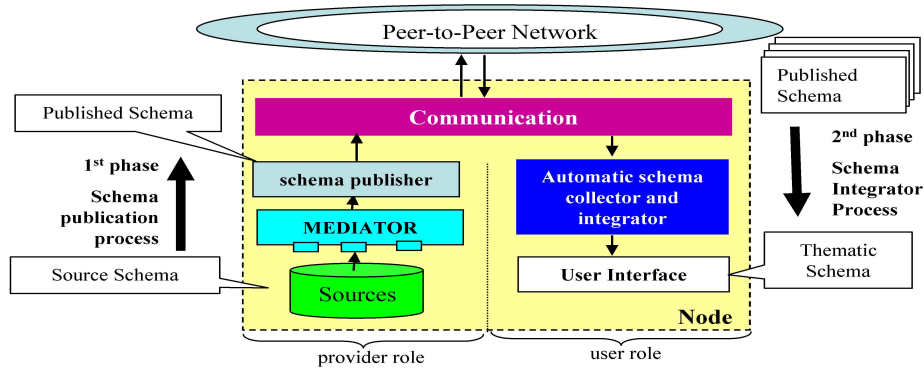 Peer-to-Peer Network
Published Schema
1st phase
Schema
publication
process
Source Schema
Communication
schema publisher
MEDIATOR
Sources
Automatic schema
collector and
integrator
User Interface
Node
provider role
user role
Published
Schema
2nd phase
Schema
Integrator
Process
Thematic
Schema